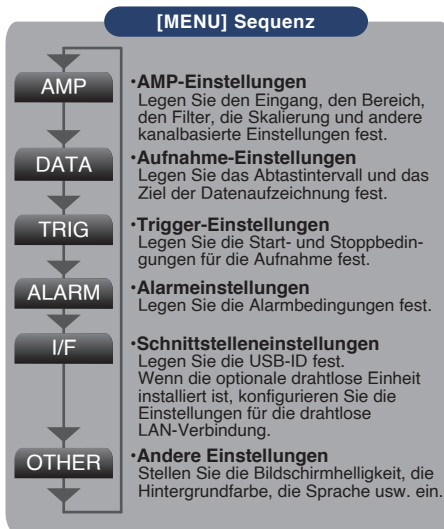 [MENU] Sequenz
AMP
·AMP-Einstellungen
Legen Sie den Eingang, den Bereich,
den Filter, die Skalierung und andere
kanalbasierte Einstellungen fest.
DATA
·Aufnahme-Einstellungen
Legen Sie das Abtastintervall und das
Ziel der Datenaufzeichnung fest.
TRIG
·Trigger-Einstellungen
Legen Sie die Start- und Stoppbedin-
gungen für die Aufnahme fest.
ALARM
·Alarmeinstellungen
Legen Sie die Alarmbedingungen fest.
I/F
·Schnittstelleneinstellungen
Legen Sie die USB-ID fest.
Wenn die optionale drahtlose Einheit
installiert ist, konfigurieren Sie die
Einstellungen für die drahtlose
LAN-Verbindung.
OTHER
·Andere Einstellungen
Stellen Sie die Bildschirmhelligkeit, die
Hintergrundfarbe, die Sprache usw. ein.